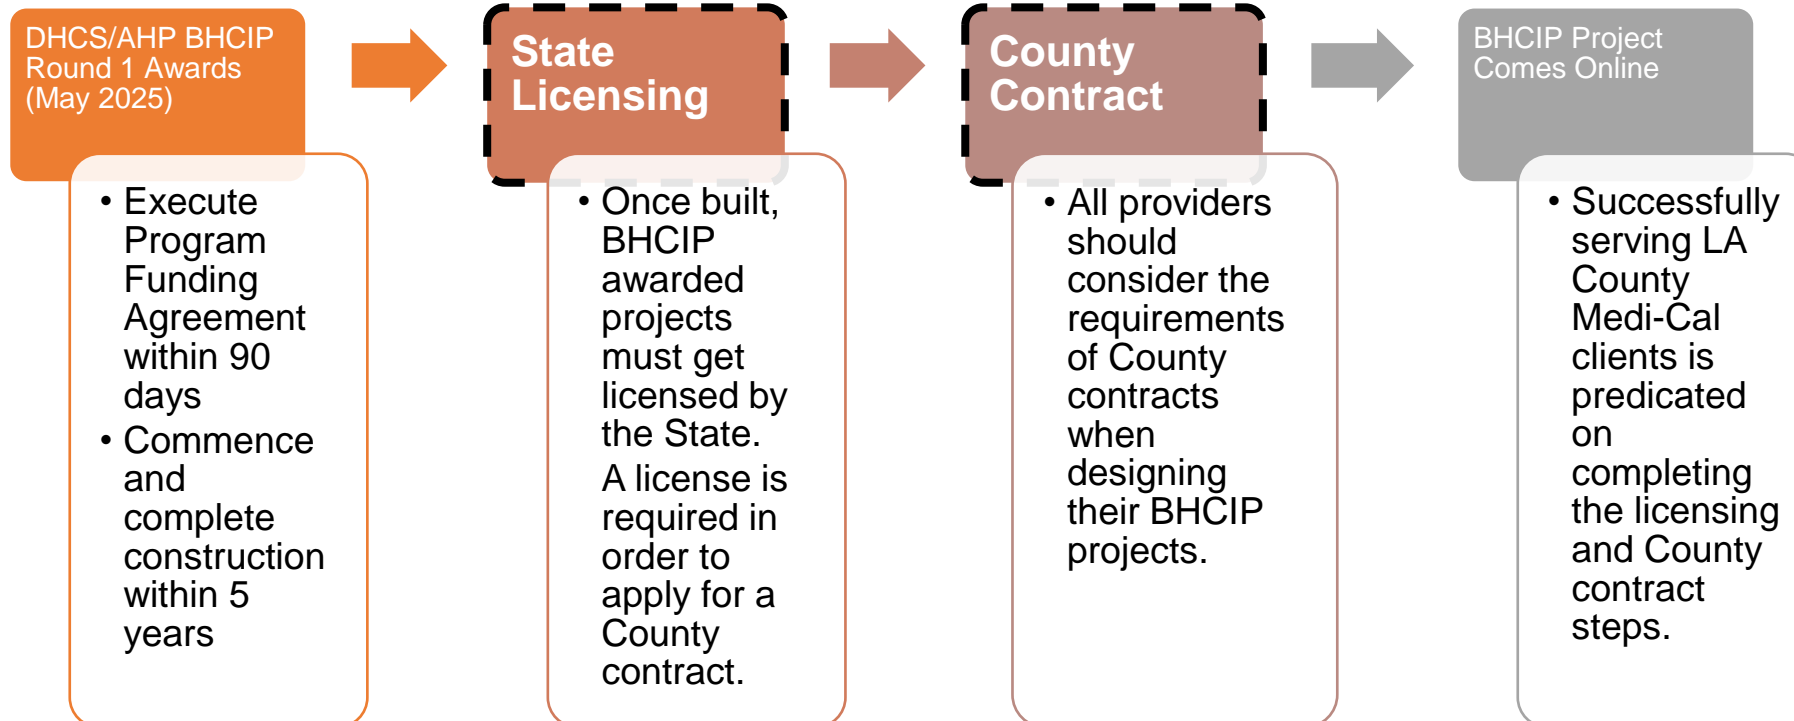 DHCS/AHP BHCIP
Round 1 Awards
(May 2025)
• Execute
Program
Funding
Agreement
within 90
days
• Commence
and
complete
construction
within 5
years
State
Licensing
• Once built,
BHCIP
awarded
projects
must get
licensed by
the State.
A license is
required in
order to
apply for a
County
contract.
County
Contract
• All providers
should
consider the
requirements
of County
contracts
when
designing
their BHCIP
projects.
BHCIP Project
Comes Online
• Successfully
serving LA
County
Medi-Cal
clients is
predicated
on
completing
the licensing
and County
contract
steps.